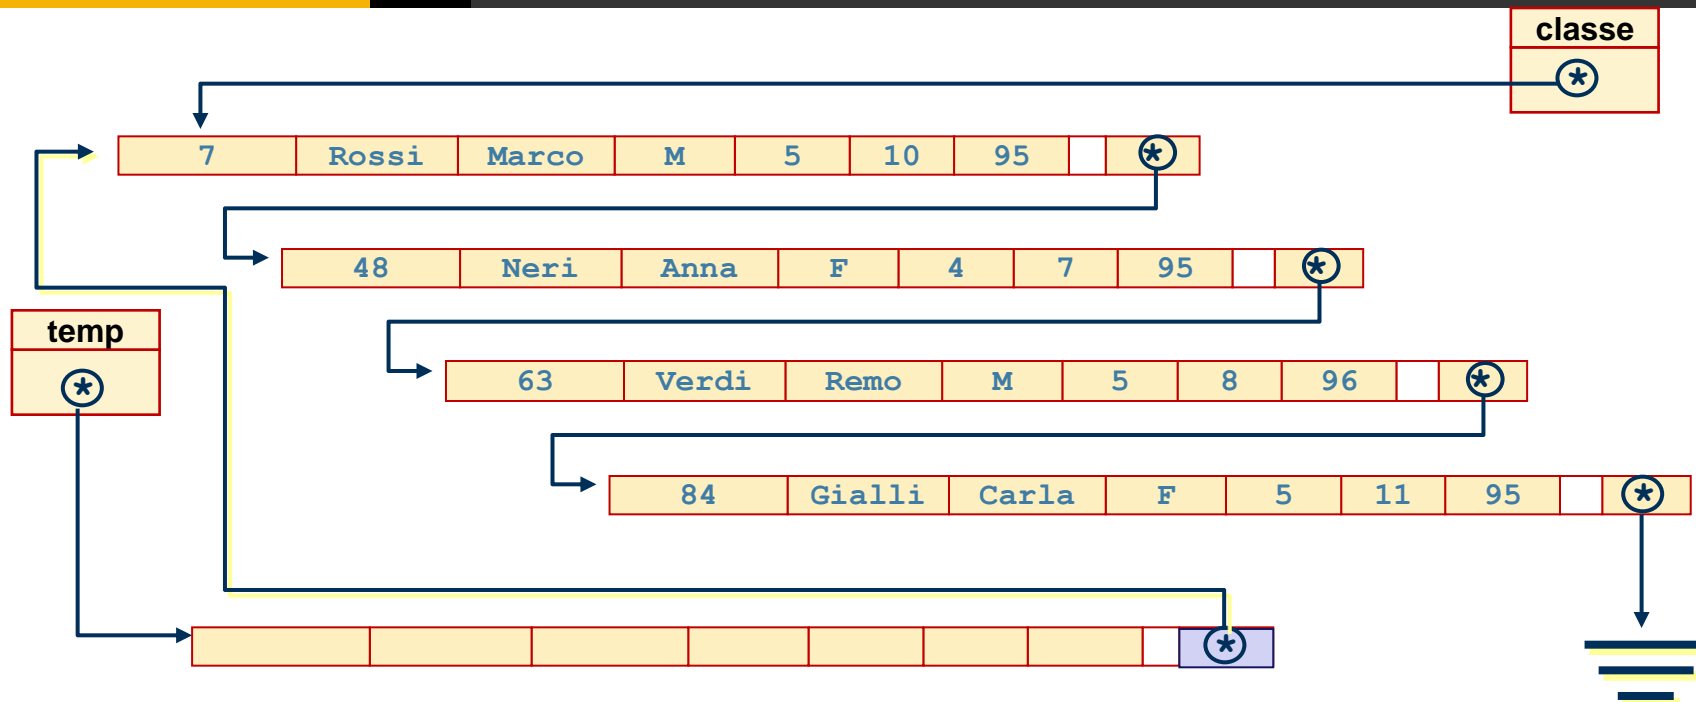 classe
*
7 Rossi Marco M 5 10 95 *
48 Neri Anna F 4 7 95 *
temp
*
63 Verdi Remo M 5 8 96 *
84 Gialli Carla F 5 11 95 *
*